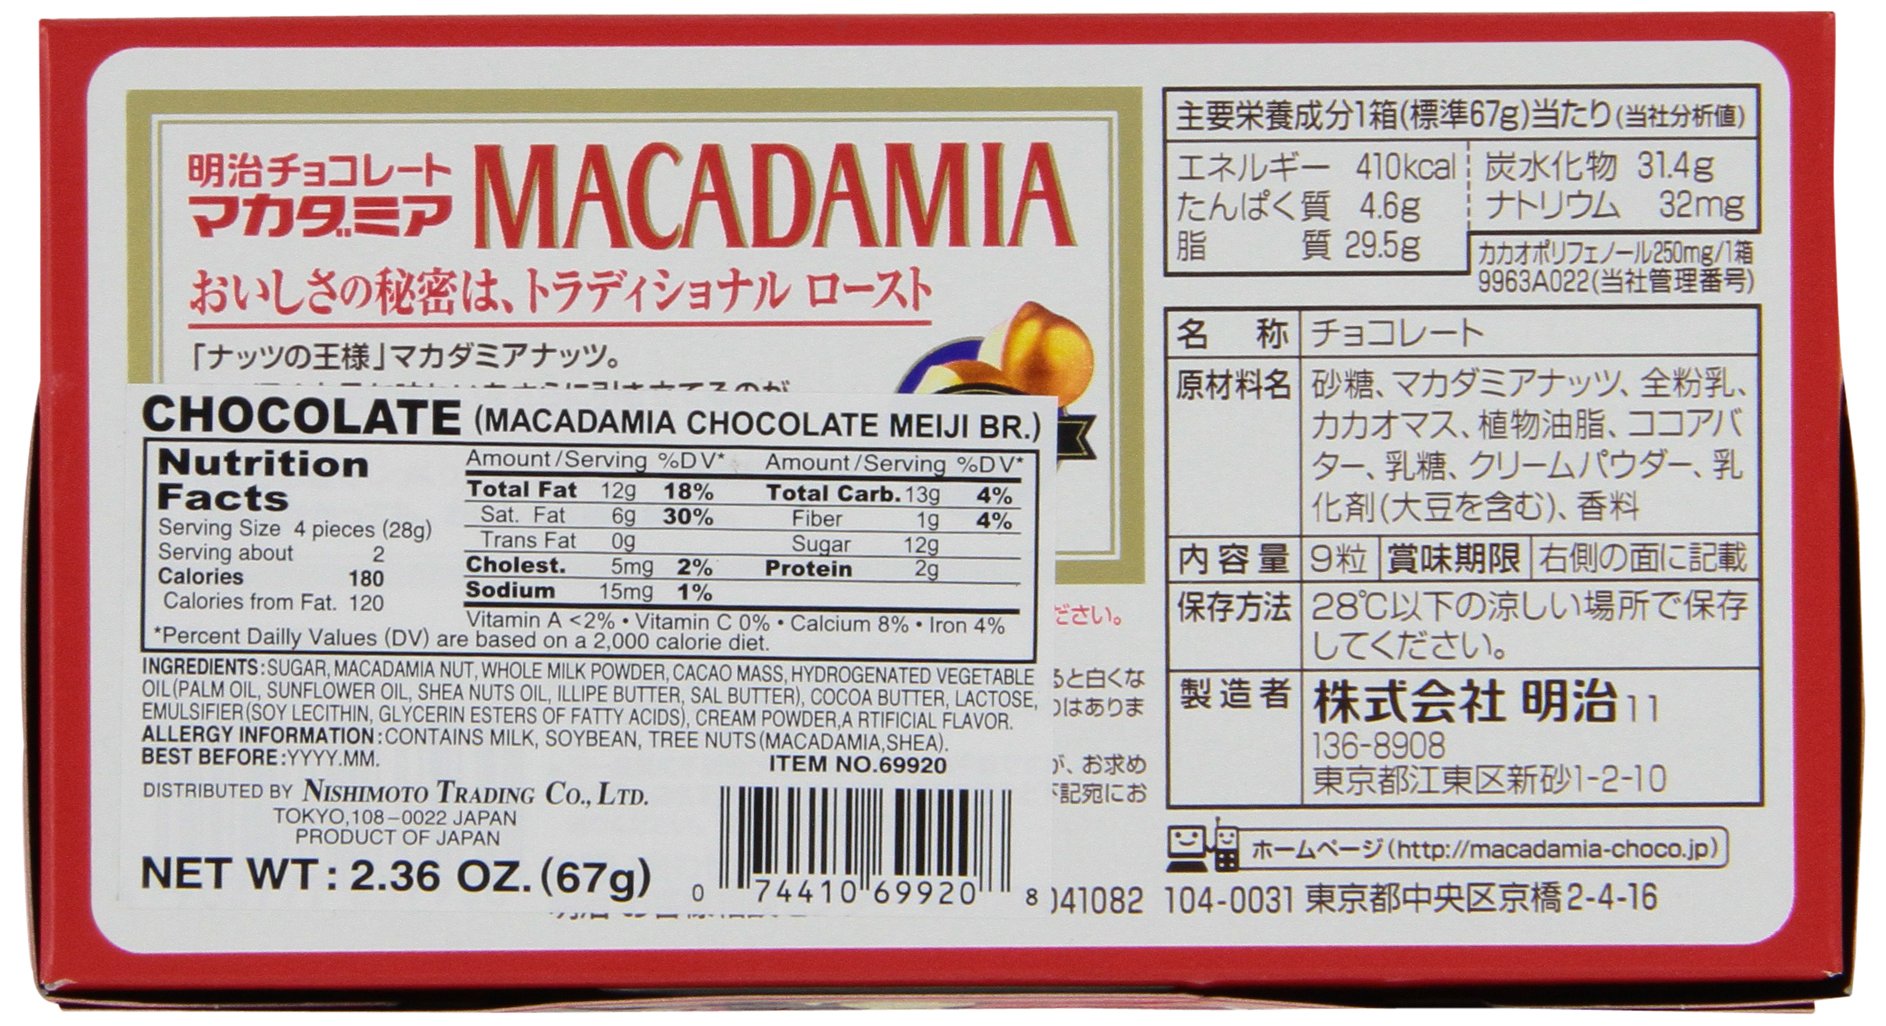 明治チョコレート
マカダミア
MACADAMIA
おいしさの秘密は、トラディショナル ロースト
「ナッツの王様」マカダミアナッツ。
CHOCOLATE (MACADAMIA CHOCOLATE MEIJI BR.)
Nutrition
Facts
Serving Size 4 pieces (28g)
Serving about 2
Calories 180
Calories from Fat. 120
Amount/Serving %DV* Amount/Serving %DV*
Total Fat 12g 18% Total Carb. 13g 4%
Sat. Fat 6g 30% Fiber 1g 4%
Trans Fat 0g Sugar 12g
Cholest. 5mg 2% Protein 2g
Sodium 15mg 1%
Vitamin A <2% • Vitamin C 0% • Calcium 8% • Iron 4%
*Percent Dailly Values (DV) are based on a 2,000 calorie diet.
INGREDIENTS:SUGAR, MACADAMIA NUT, WHOLE MILK POWDER, CACAO MASS, HYDROGENATED VEGETABLE
OIL(PALM OIL, SUNFLOWER OIL, SHEA NUTS OIL, ILLIPE BUTTER, SAL BUTTER), COCOA BUTTER, LACTOSE,
EMULSIFIER(SOY LECITHIN, GLYCERIN ESTERS OF FATTY ACIDS), CREAM POWDER,A RTIFICIAL FLAVOR.
ALLERGY INFORMATION:CONTAINS MILK, SOYBEAN, TREE NUTS(MACADAMIA,SHEA).
BEST BEFORE:YYYY.MM.
ITEM NO.69920
DISTRIBUTED BY NISHIMOTO TRADING CO., LTD.
TOKYO,108-0022 JAPAN
PRODUCT OF JAPAN
NET WT: 2.36 OZ. (67g)
0 74410 69920 8
ださい。
ると白くな
はありま
が、お求め
下記宛にお
主要栄養成分1箱(標準67g)当たり(当社分析値)
エネルギー 410kcal 炭水化物 31.4g
たんぱく質 4.6g ナトリウム 32mg
脂質 29.5g
カカオポリフェノール250mg/1箱
9963A022(当社管理番号)
名称 チョコレート
原材料名 砂糖、マカダミアナッツ、全粉乳、
カカオマス、植物油脂、ココアバ
ター、乳糖、クリームパウダー、乳
化剤(大豆を含む)、香料
内容量 9粒 賞味期限 右側の面に記載
保存方法 28℃以下の涼しい場所で保存
してください。
製造者 株式会社 明治 11
136-8908
東京都江東区新砂1-2-10
ホームページ(http://macadamia-choco.jp)
041082 104-0031 東京都中央区京橋2-4-16